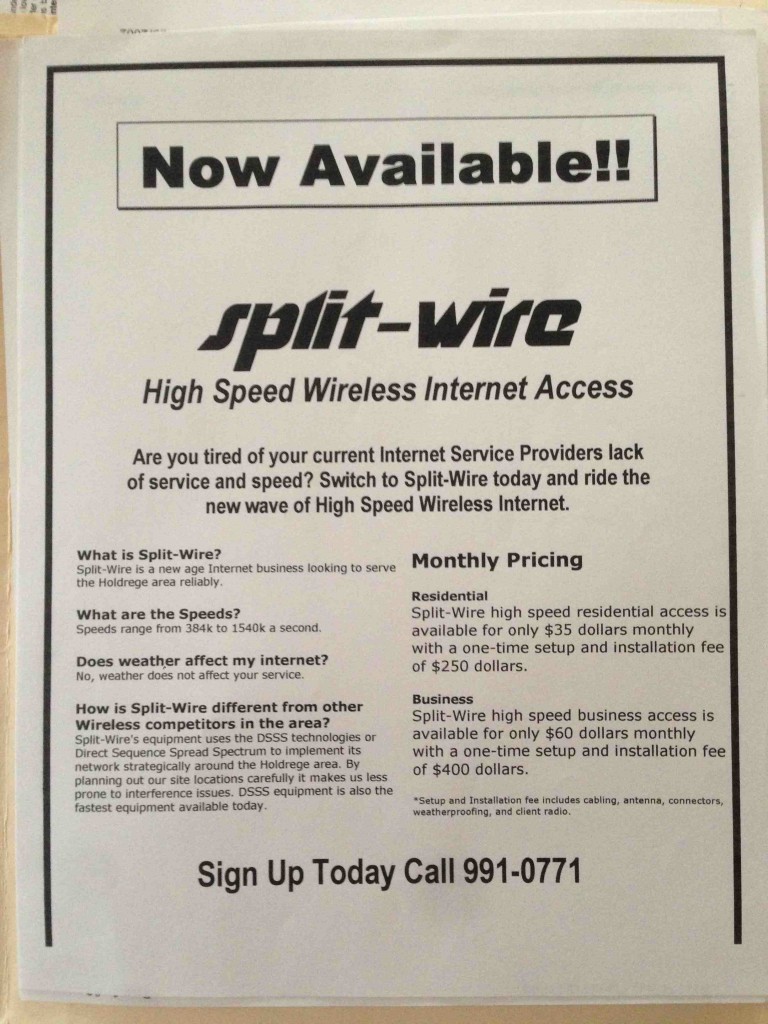 Now Available!!
split-wire
High Speed Wireless Internet Access
Are you tired of your current Internet Service Providers lack
of service and speed? Switch to Split-Wire today and ride the
new wave of High Speed Wireless Internet.
What is Split-Wire?
Split-Wire is a new age Internet business looking to serve
the Holdrege area reliably.
What are the Speeds?
Speeds range from 384k to 1540k a second.
Does weather affect my internet?
No, weather does not affect your service.
How is Split-Wire different from other
Wireless competitors in the area?
Split-Wire's equipment uses the DSSS technologies or
Direct Sequence Spread Spectrum to implement its
network strategically around the Holdrege area. By
planning out our site locations carefully it makes us less
prone to interference issues. DSSS equipment is also the
fastest equipment available today.
Monthly Pricing
Residential
Split-Wire high speed residential access is
available for only $35 dollars monthly
with a one-time setup and installation fee
of $250 dollars.
Business
Split-Wire high speed business access is
available for only $60 dollars monthly
with a one-time setup and installation fee
of $400 dollars.
*Setup and Installation fee includes cabling, antenna, connectors,
weatherproofing, and client radio.
Sign Up Today Call 991-0771